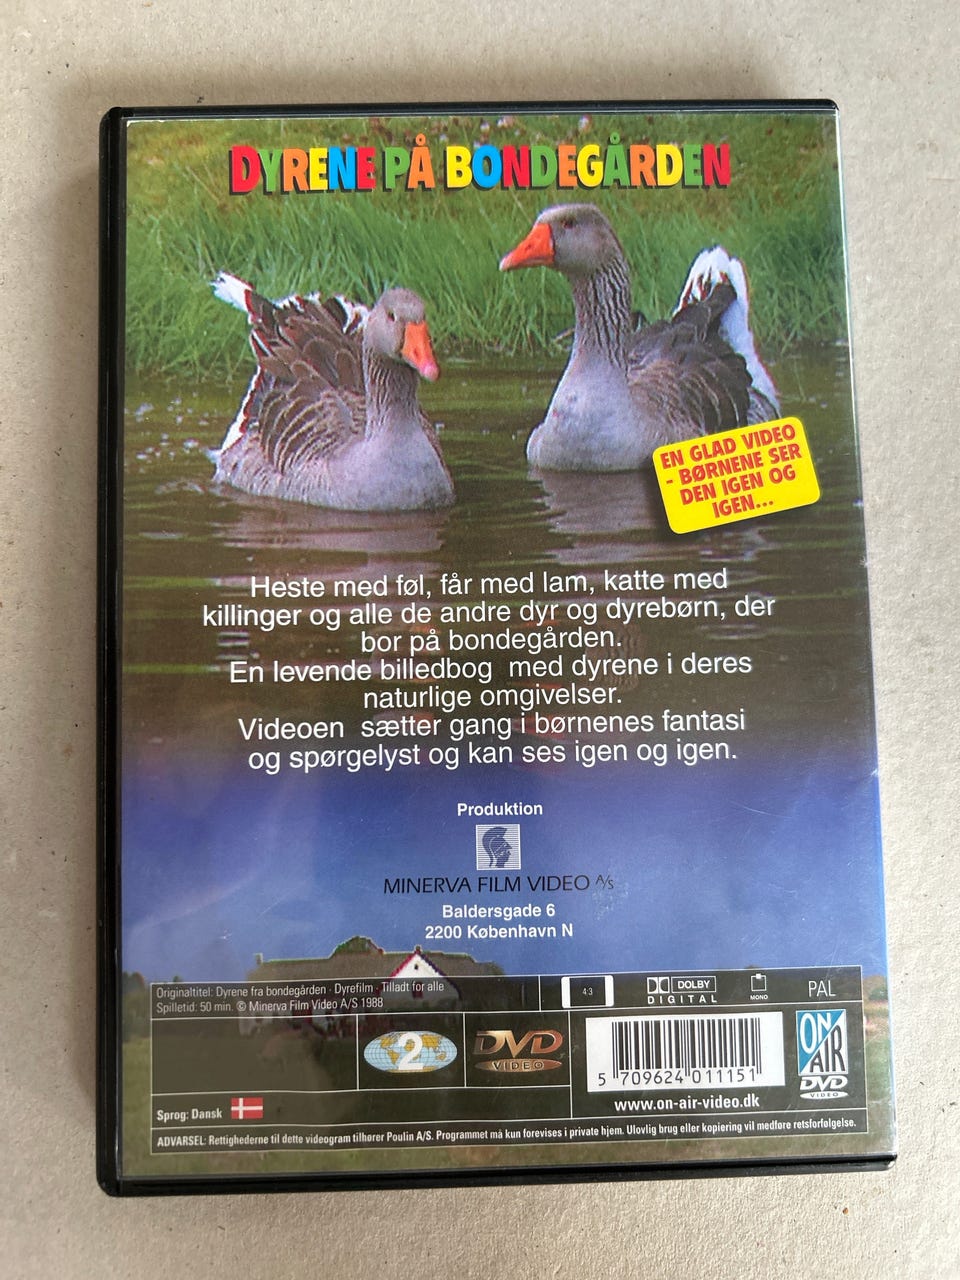 DYRENE PÅ BONDEGÅRDEN
EN GLAD VIDEO
- BØRNENE SER
DEN IGEN OG
IGEN...
Heste med føl, får med lam, katte med
killinger og alle de andre dyr og dyrebørn, der
bor på bondegården.
En levende billedbog med dyrene i deres
naturlige omgivelser.
Videoen sætter gang i børnenes fantasi
og spørgelyst og kan ses igen og igen.
Produktion
MINERVA FILM VIDEO A/S
Baldersgade 6
2200 København N
Originaltitel: Dyrene fra bondegården · Dyrefilm · Tilladt for alle
Spilletid: 50 min. © Minerva Film Video A/S 1988
4:3
DOLBY
DIGITAL
MONO
PAL
2
DVD
VIDEO
5 709624 011151
www.on-air-video.dk
ON
AIR
DVD
VIDEO
Sprog: Dansk
ADVARSEL: Rettighederne til dette videogram tilhører Poulin A/S. Programmet må kun forevises i private hjem. Ulovlig brug eller kopiering vil medføre retsforfølgelse.